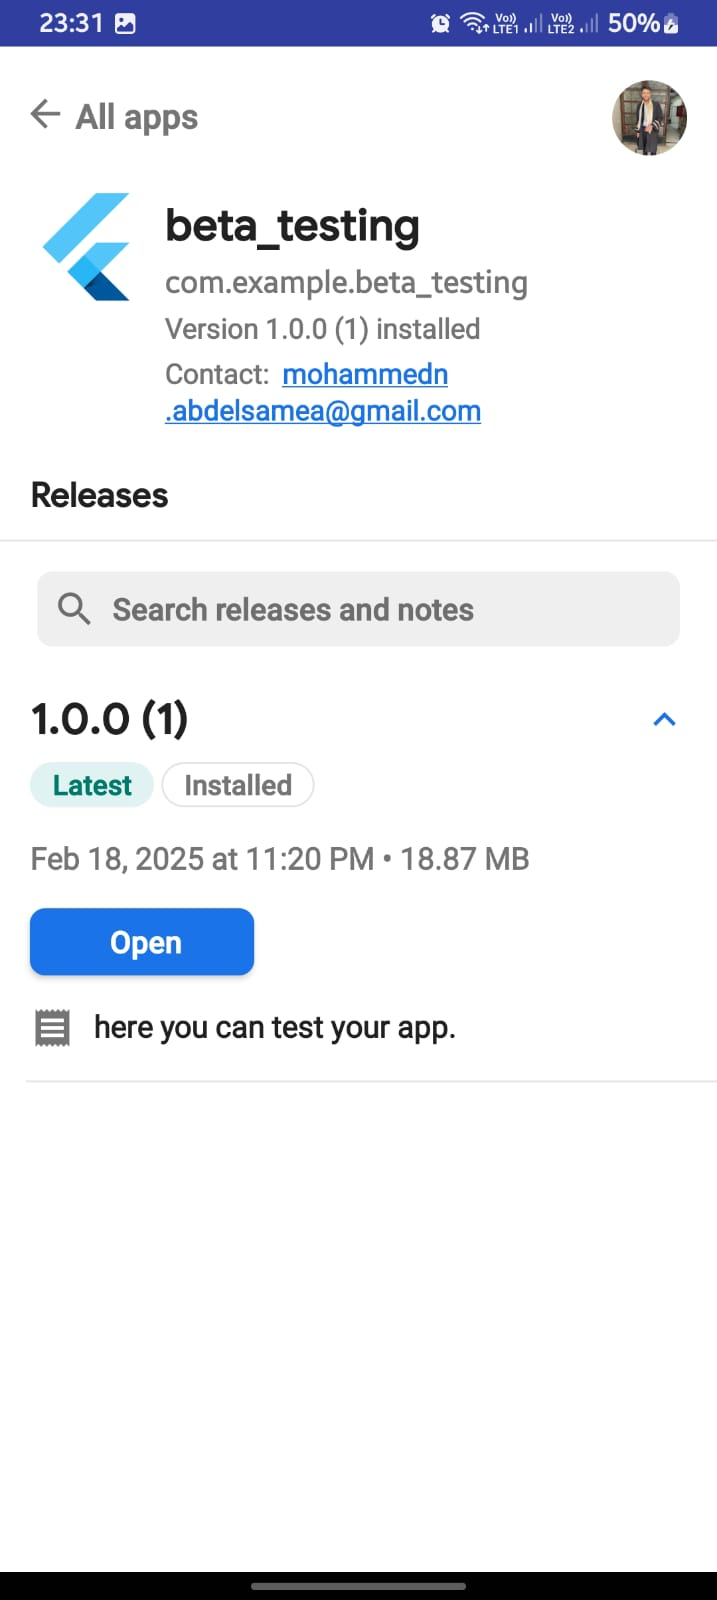 23:31
Vo)) LTE1 Vo)) LTE2 50%
All apps
beta_testing
com.example.beta_testing
Version 1.0.0 (1) installed
Contact: mohammedn
.abdelsamea@gmail.com
Releases
Search releases and notes
1.0.0 (1)
Latest Installed
Feb 18, 2025 at 11:20 PM • 18.87 MB
Open
here you can test your app.